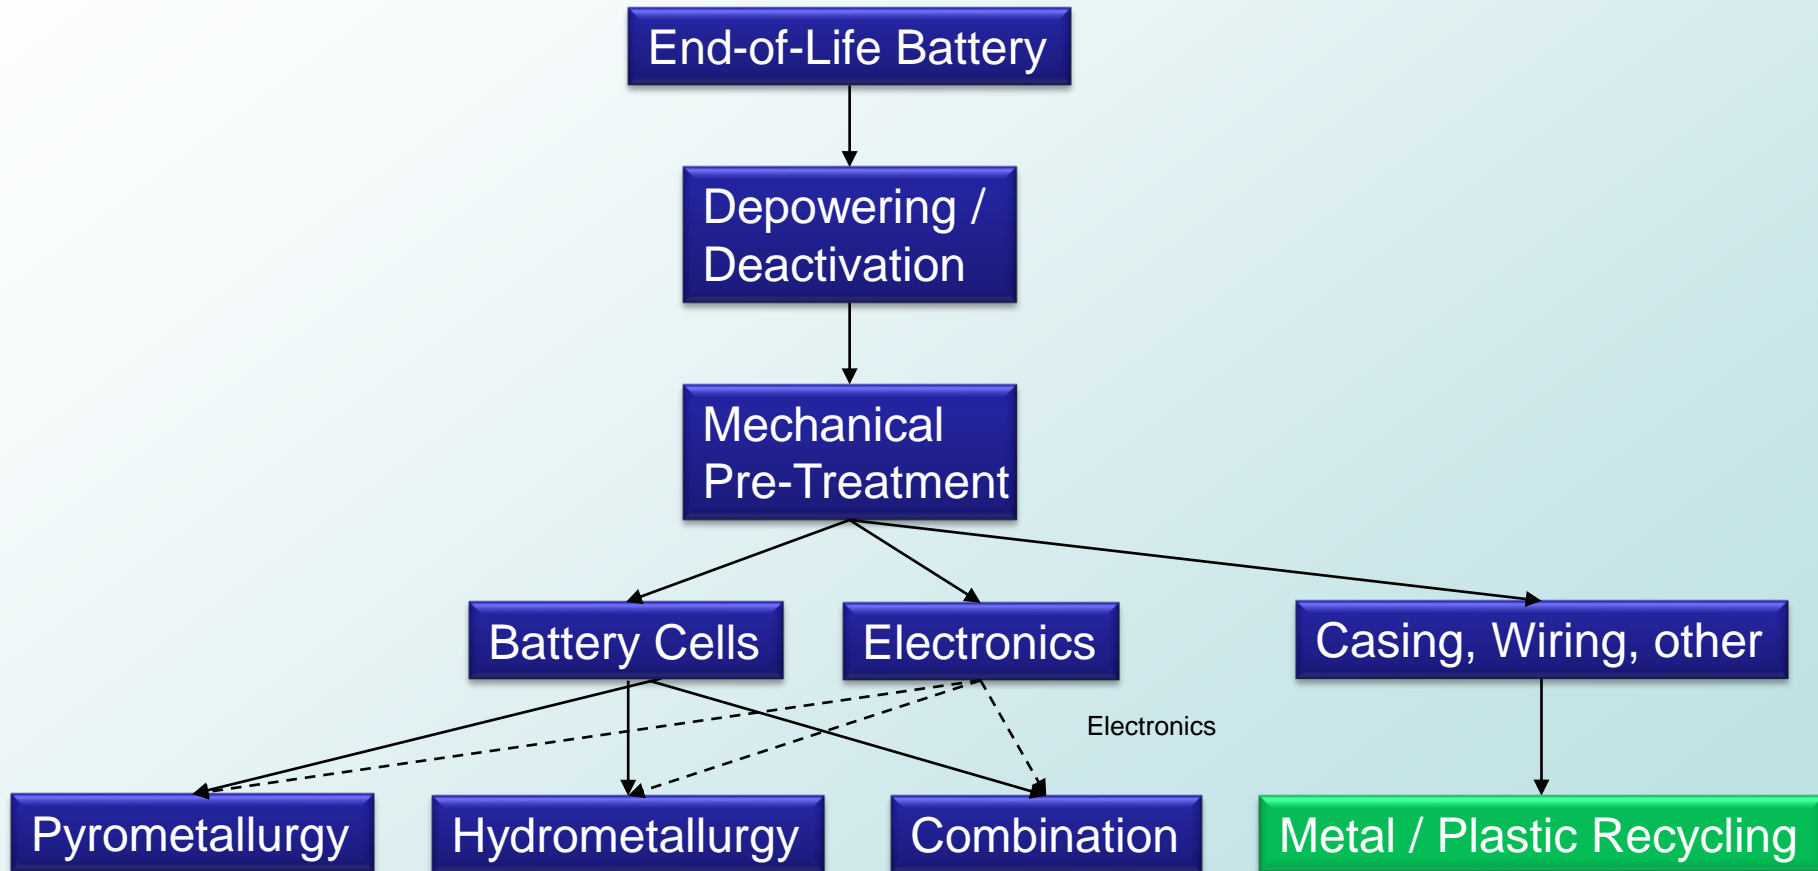 End-of-Life Battery
Depowering /
Deactivation
Mechanical
Pre-Treatment
Battery Cells
Electronics
Casing, Wiring, other
Electronics
Pyrometallurgy
Hydrometallurgy
Combination
Metal / Plastic Recycling